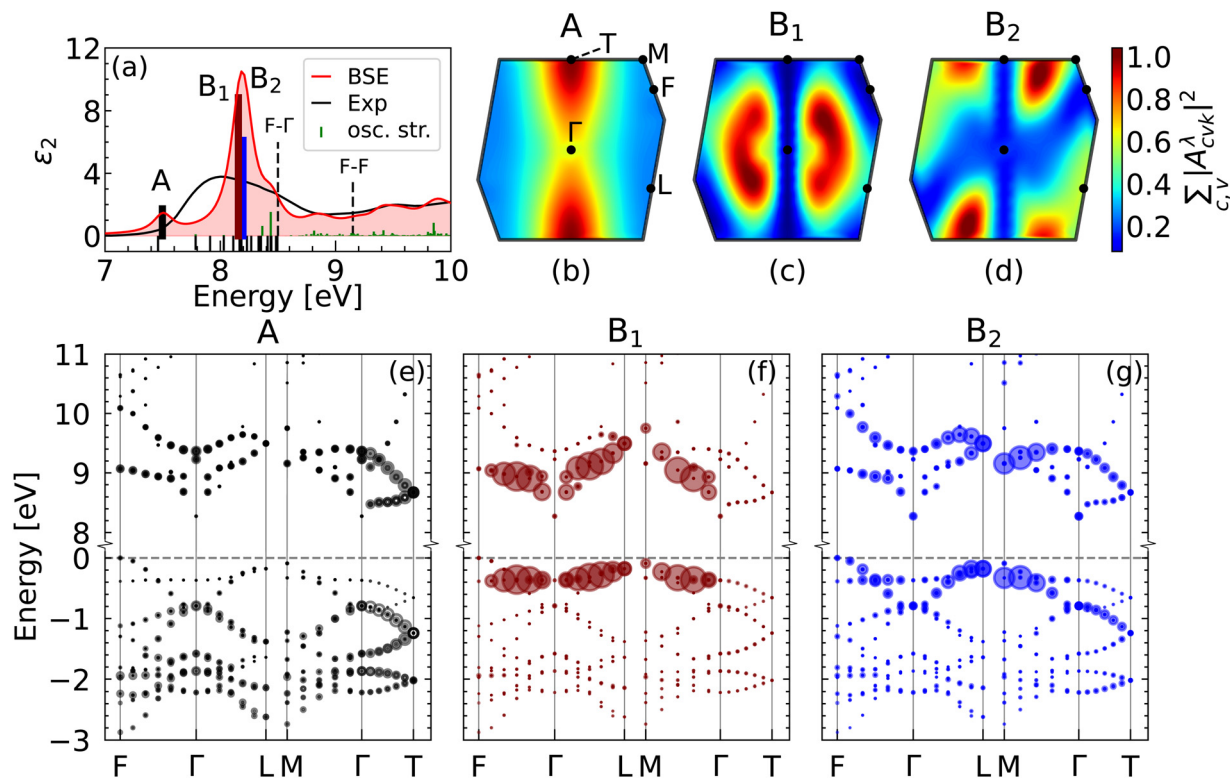 A
B₁
B₂
(a)
ε₂
12
8
4
0
BSE
Exp
osc. str.
A
B₁
B₂
F-Γ
F-F
7
8
9
10
Energy [eV]
T
M
F
Γ
L
(b)
(c)
(d)
1.0
0.8
0.6
0.4
0.2
∑c,v|Aλcvk|²
A
B₁
B₂
(e)
(f)
(g)
Energy [eV]
11
10
9
8
0
−1
−2
−3
F Γ L M Γ T
F Γ L M Γ T
F Γ L M Γ T